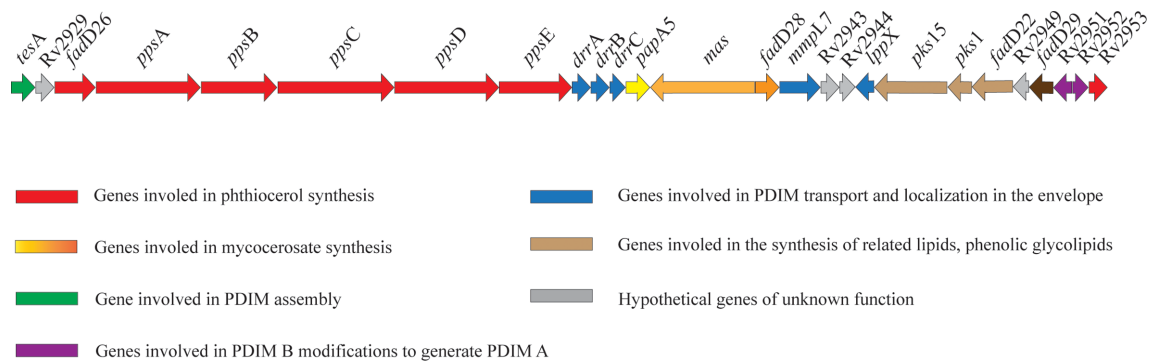 tesA Rv2929 fadD26 ppsA ppsB ppsC ppsD ppsE drrA drrB drrC papA5 mas fadD28 mmpL7 Rv2943 Rv2944 lppX pks15 pks1 fadD22 Rv2949 fadD29 Rv2951 Rv2952 Rv2953
Genes involed in phthiocerol synthesis
Genes involed in mycocerosate synthesis
Gene involved in PDIM assembly
Genes involved in PDIM B modifications to generate PDIM A
Genes involved in PDIM transport and localization in the envelope
Genes involed in the synthesis of related lipids, phenolic glycolipids
Hypothetical genes of unknown function